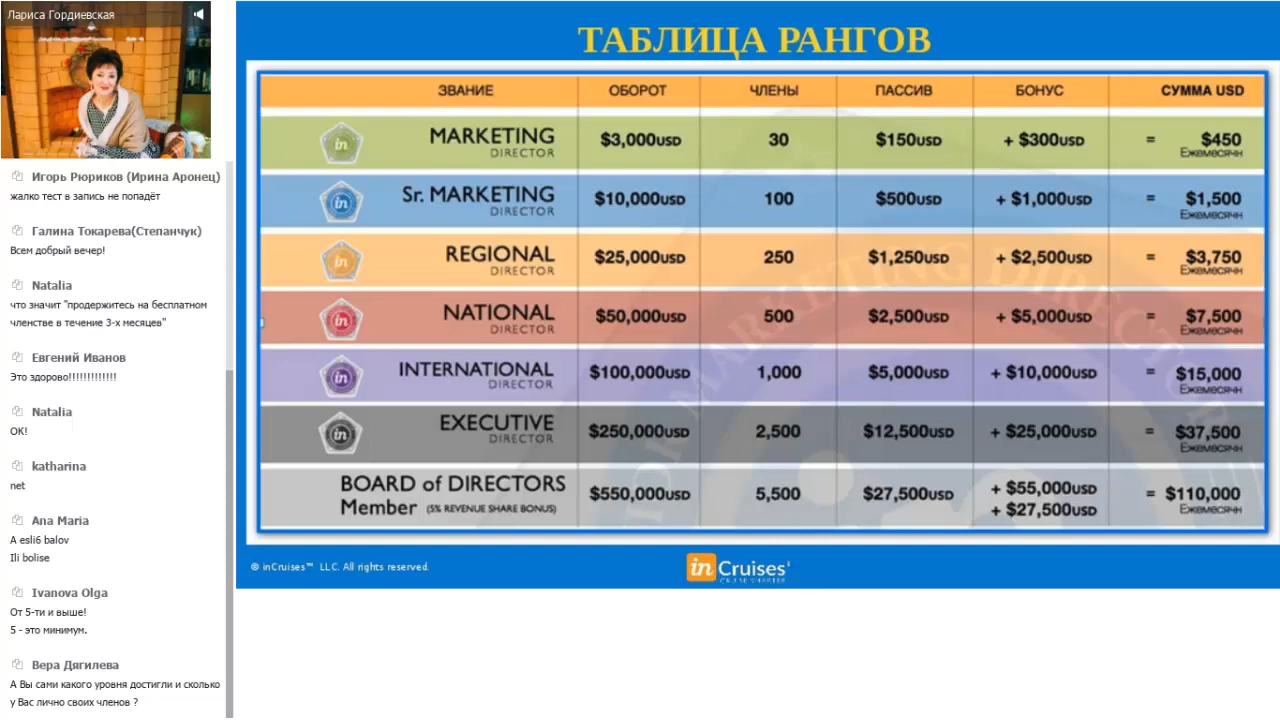 Лариса Гордиевская
Игорь Рюриков (Ирина Аронец)
жалко тест в запись не попадёт
Галина Токарева(Степанчук)
Всем добрый вечер!
Natalia
что значит "продержитесь на бесплатном
членстве в течение 3-х месяцев"
Евгений Иванов
Это здорово!!!!!!!!!!!!!
Natalia
ОК!
katharina
net
Ana Maria
A esli6 balov
Ili bolise
Ivanova Olga
От 5-ти и выше!
5 - это минимум.
Вера Дягилева
А Вы сами какого уровня достигли и сколько
у Вас лично своих членов ?
ТАБЛИЦА РАНГОВ
ЗВАНИЕ ОБОРОТ ЧЛЕНЫ ПАССИВ БОНУС СУММА USD
MARKETING DIRECTOR $3,000USD 30 $150USD + $300USD = $450 Ежемесячн
Sr. MARKETING DIRECTOR $10,000USD 100 $500USD + $1,000USD = $1,500 Ежемесячн
REGIONAL DIRECTOR $25,000USD 250 $1,250USD + $2,500USD = $3,750 Ежемесячн
NATIONAL DIRECTOR $50,000USD 500 $2,500USD + $5,000USD = $7,500 Ежемесячн
INTERNATIONAL DIRECTOR $100,000USD 1,000 $5,000USD + $10,000USD = $15,000 Ежемесячн
EXECUTIVE DIRECTOR $250,000USD 2,500 $12,500USD + $25,000USD = $37,500 Ежемесячн
BOARD of DIRECTORS
Member (5% REVENUE SHARE BONUS) $550,000USD 5,500 $27,500USD + $55,000USD + $27,500USD = $110,000 Ежемесячн
® inCruises™ LLC. All rights reserved.
inCruises